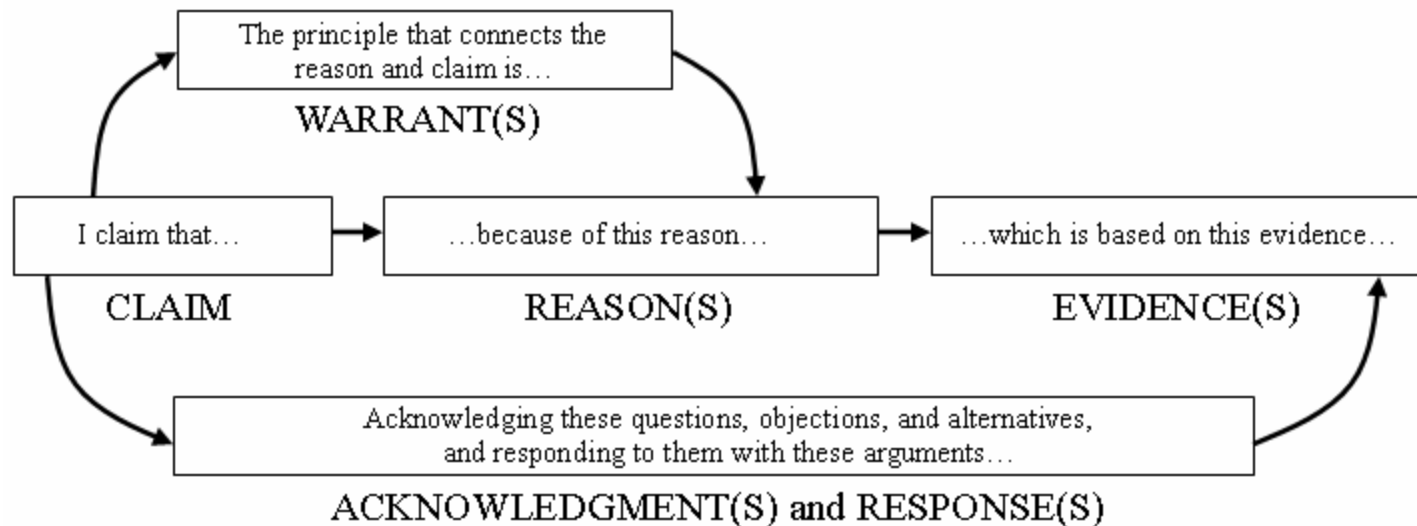 The principle that connects the
reason and claim is…
WARRANT(S)
I claim that…
…because of this reason…
…which is based on this evidence…
CLAIM
REASON(S)
EVIDENCE(S)
Acknowledging these questions, objections, and alternatives,
and responding to them with these arguments…
ACKNOWLEDGMENT(S) and RESPONSE(S)